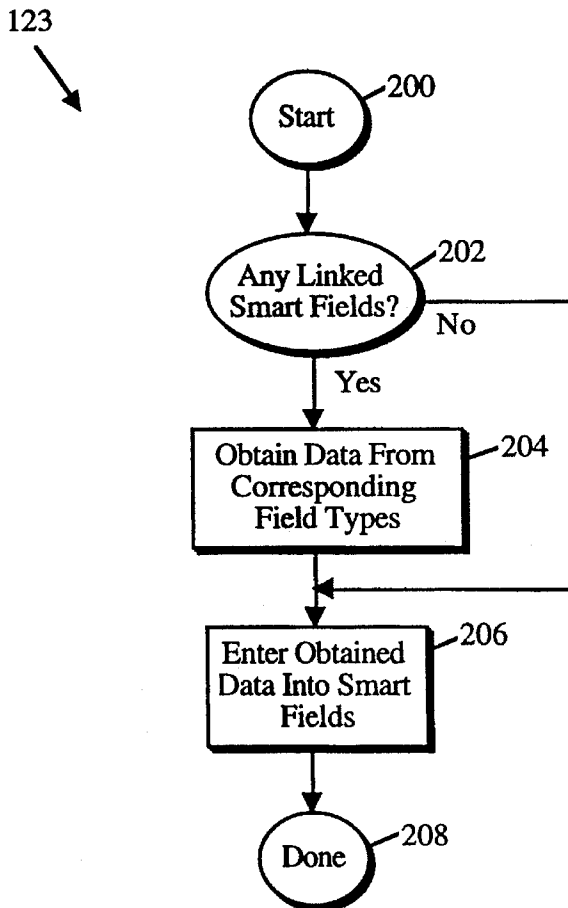 123
200
Start
202
Any Linked
Smart Fields?
No
Yes
204
Obtain Data From
Corresponding
Field Types
206
Enter Obtained
Data Into Smart
Fields
208
Done